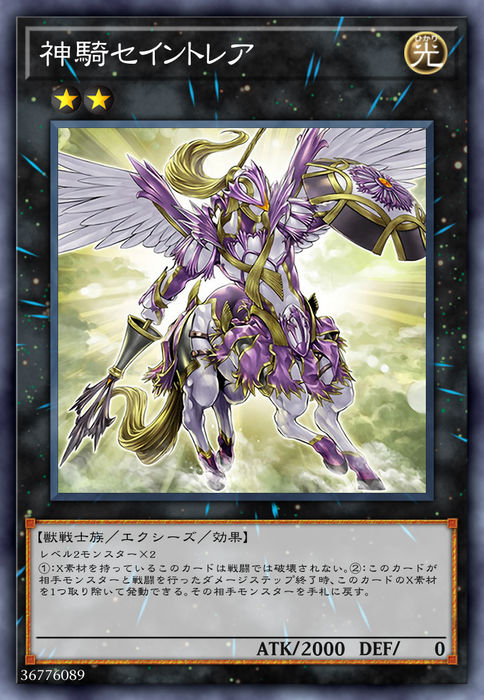 神騎セイントレア
ひかり
光
【獣戦士族／エクシーズ／効果】
レベル2モンスター×2
①:X素材を持っているこのカードは戦闘では破壊されない。②:このカードが
相手モンスターと戦闘を行ったダメージステップ終了時、このカードのX素材
を1つ取り除いて発動できる。その相手モンスターを手札に戻す。
ATK/2000 DEF/ 0
36776089